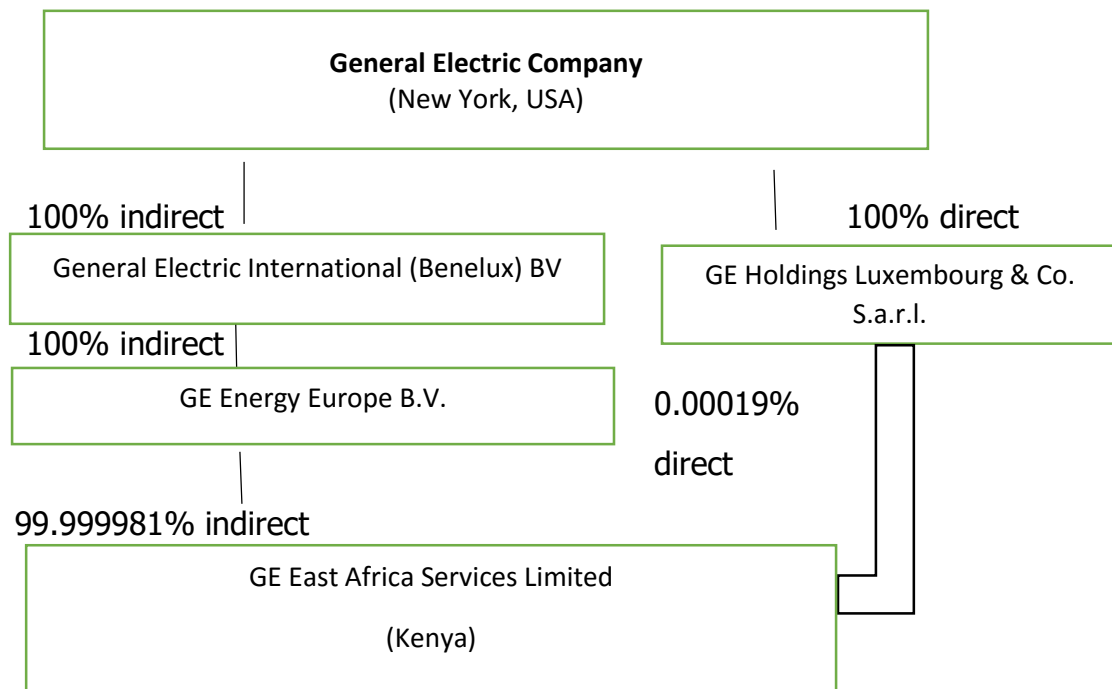 General Electric Company
(New York, USA)
100% indirect
100% direct
General Electric International (Benelux) BV
GE Holdings Luxembourg & Co.
S.a.r.l.
100% indirect
GE Energy Europe B.V.
0.00019%
direct
99.999981% indirect
GE East Africa Services Limited
(Kenya)